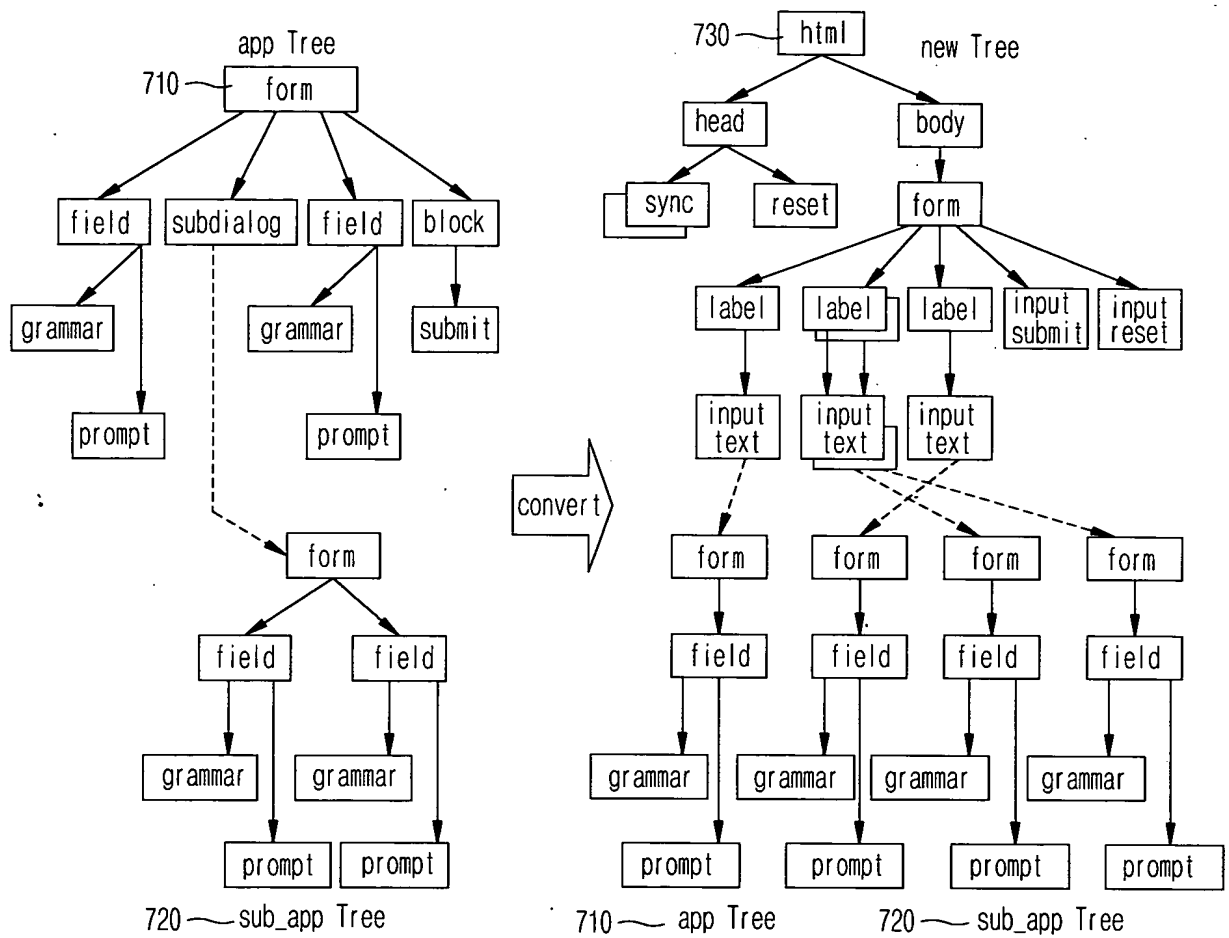 app Tree
710
form
field
subdialog
field
block
grammar
grammar
submit
prompt
prompt
form
field
field
grammar
grammar
prompt
prompt
720
sub_app Tree
convert
730
html
new Tree
head
body
sync
reset
form
label
label
label
input
submit
input
reset
input
text
input
text
input
text
form
form
form
form
field
field
field
field
grammar
grammar
grammar
grammar
prompt
prompt
prompt
prompt
710
app Tree
720
sub_app Tree